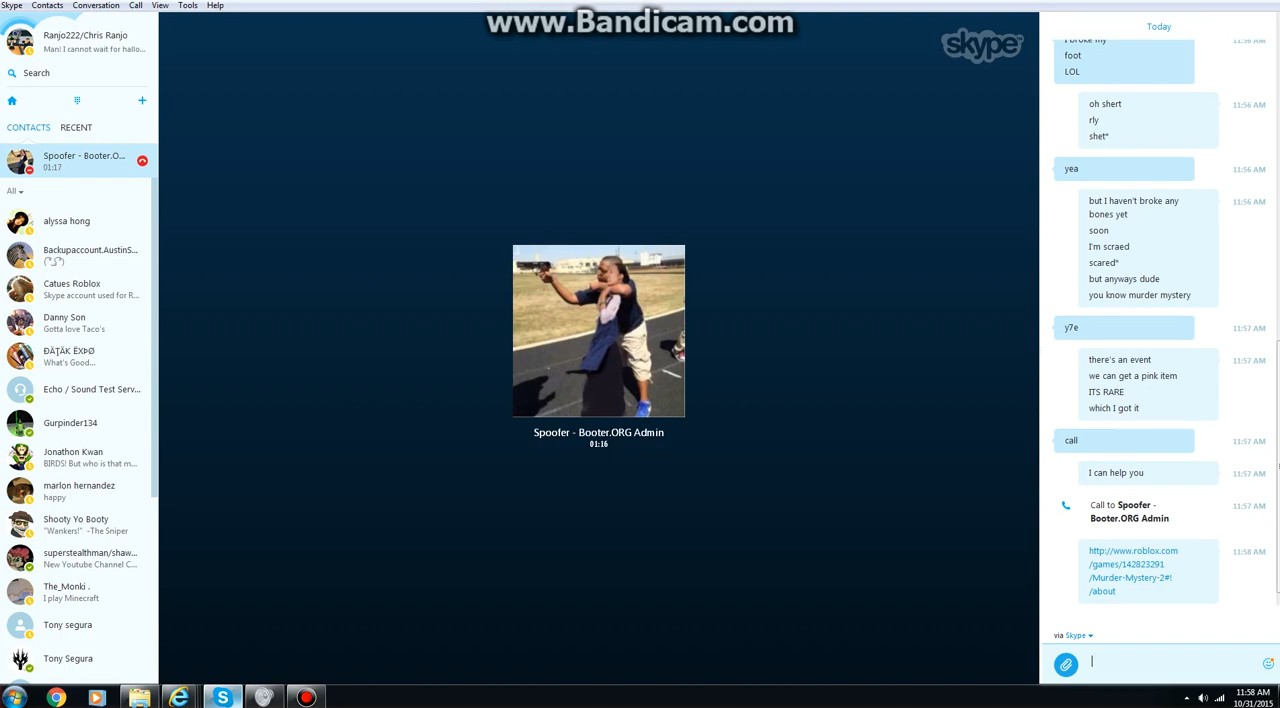 Skype Contacts Conversation Call View Tools Help
www.Bandicam.com
skype
Ranjo222/Chris Ranjo
Man! I cannot wait for hallo...
Search
CONTACTS RECENT
Spoofer - Booter.O...
01:17
All
alyssa hong
Backupaccount.AustinS...
Catues Roblox
Skype account used for R...
Danny Son
Gotta love Taco's
ĐÄŢÄK ËXÞØ
What's Good...
Echo / Sound Test Serv...
Gurpinder134
Jonathon Kwan
BIRDS! But who is that m...
marlon hernandez
happy
Shooty Yo Booty
"Wankers!" -The Sniper
superstealthman/shaw...
New Youtube Channel C...
The_Monki .
I play Minecraft
Tony segura
Tony Segura
Spoofer - Booter.ORG Admin
01:16
Today
I broke my 11:56 AM
foot
LOL
oh shert 11:56 AM
rly
shet*
yea 11:56 AM
but I haven't broke any 11:56 AM
bones yet
soon
I'm scraed
scared*
but anyways dude
you know murder mystery
y7e 11:57 AM
there's an event 11:57 AM
we can get a pink item
ITS RARE
which I got it
call 11:57 AM
I can help you 11:57 AM
Call to Spoofer - 11:57 AM
Booter.ORG Admin
http://www.roblox.com 11:58 AM
/games/142823291
/Murder-Mystery-2#!
/about
via Skype
11:58 AM
10/31/2015